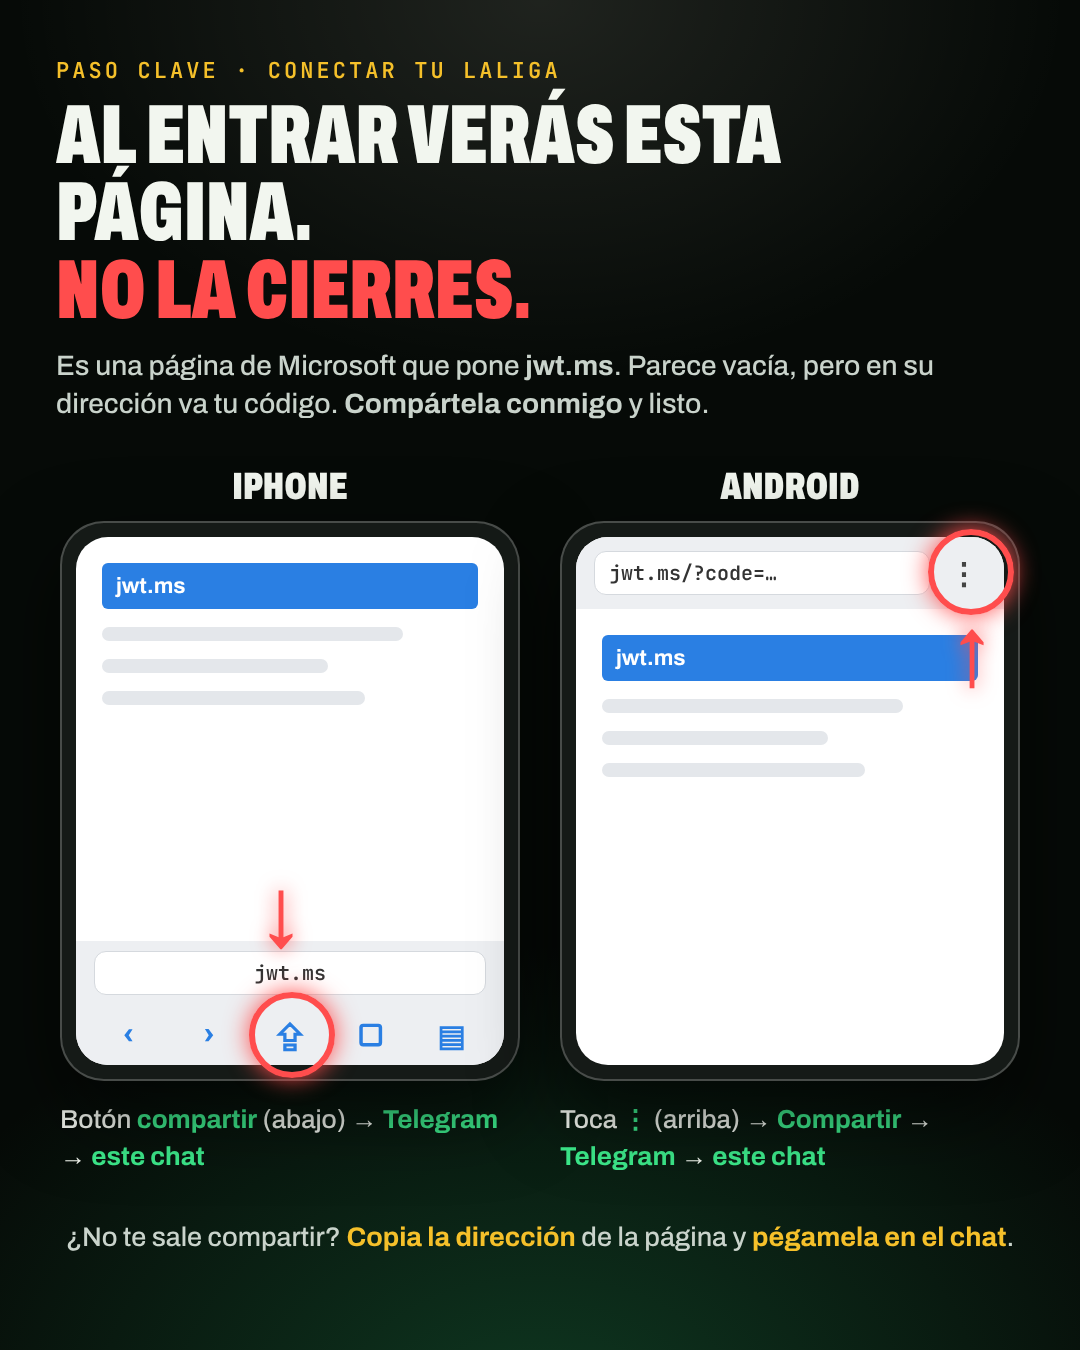 PASO CLAVE · CONECTAR TU LALIGA
AL ENTRAR VERÁS ESTA
PÁGINA.
NO LA CIERRES.
Es una página de Microsoft que pone jwt.ms. Parece vacía, pero en su
dirección va tu código. Compártela conmigo y listo.
IPHONE
jwt.ms
jwt.ms
Botón compartir (abajo) → Telegram
→ este chat
ANDROID
jwt.ms/?code=…
⋮
jwt.ms
Toca ⋮ (arriba) → Compartir →
Telegram → este chat
¿No te sale compartir? Copia la dirección de la página y pégamela en el chat.